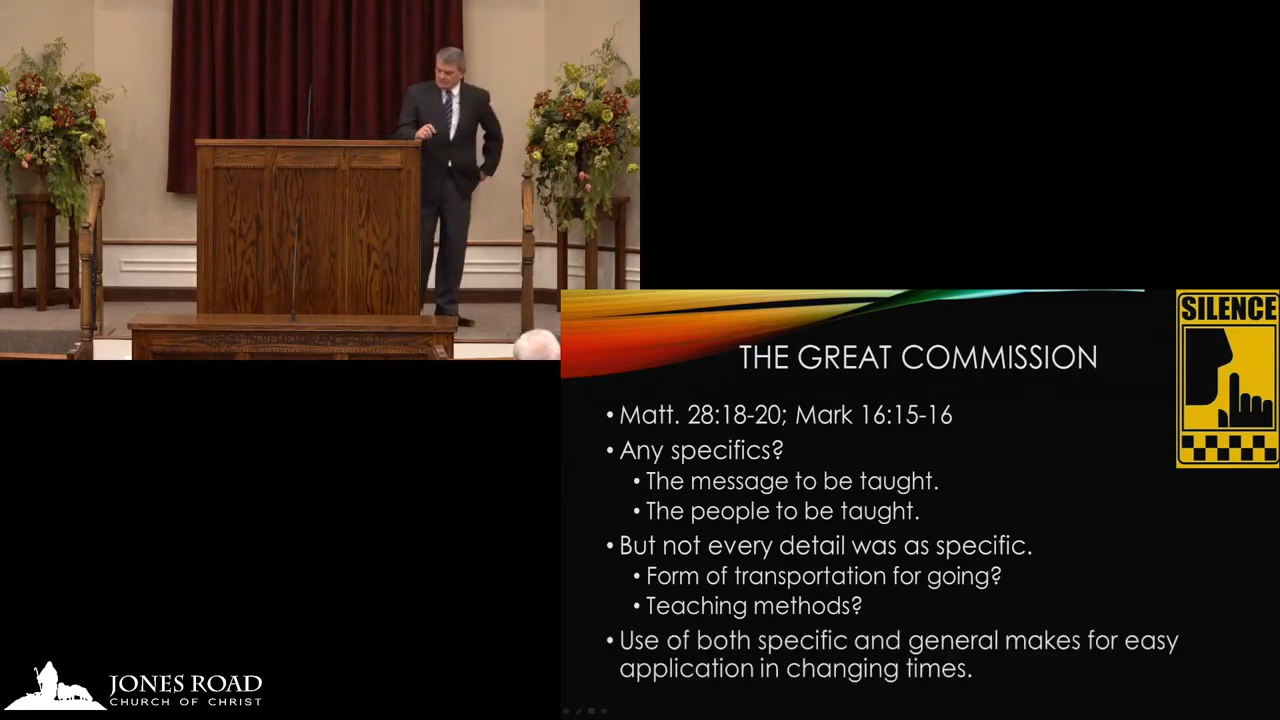 SILENCE
THE GREAT COMMISSION
• Matt. 28:18-20; Mark 16:15-16
• Any specifics?
• The message to be taught.
• The people to be taught.
• But not every detail was as specific.
• Form of transportation for going?
• Teaching methods?
• Use of both specific and general makes for easy
application in changing times.
JONES ROAD
CHURCH OF CHRIST